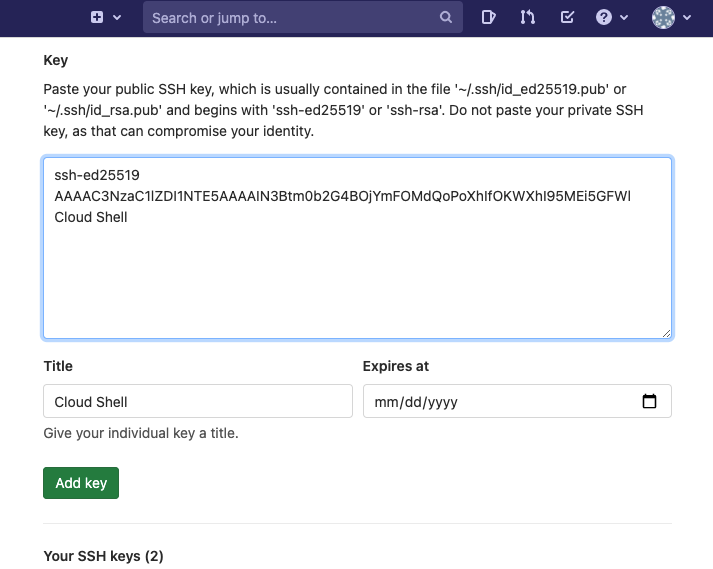 Search or jump to...
Key
Paste your public SSH key, which is usually contained in the file '~/.ssh/id_ed25519.pub' or
'~/.ssh/id_rsa.pub' and begins with 'ssh-ed25519' or 'ssh-rsa'. Do not paste your private SSH
key, as that can compromise your identity.
ssh-ed25519
AAAAC3NzaC1lZDI1NTE5AAAAIN3Btm0b2G4BOjYmFOMdQoPoXhIfOKWXhI95MEi5GFWI
Cloud Shell
Title
Expires at
Cloud Shell
mm/dd/yyyy
Give your individual key a title.
Add key
Your SSH keys (2)